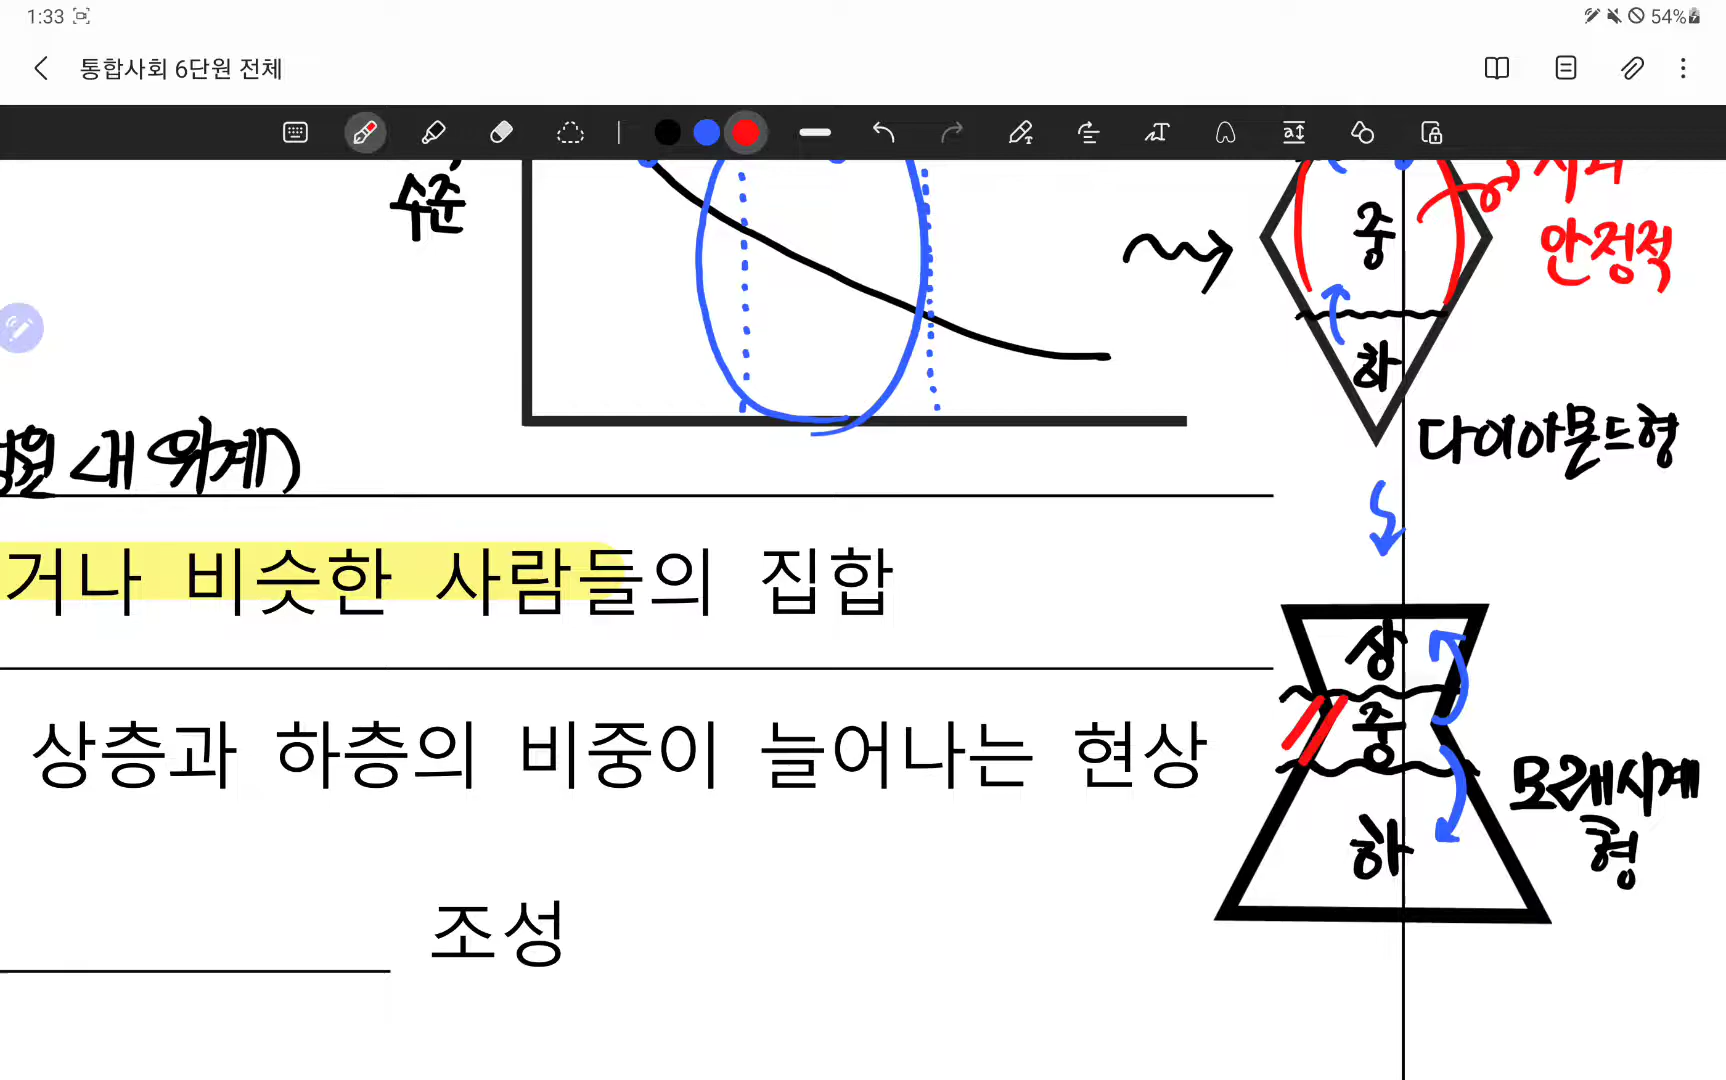 1:33
54%
통합사회 6단원 전체
수준
중
안정적
하
다이아몬드형
내 위계)
거나 비슷한 사람들의 집합
상
상층과 하층의 비중이 늘어나는 현상
중
모래시계
형
하
조성